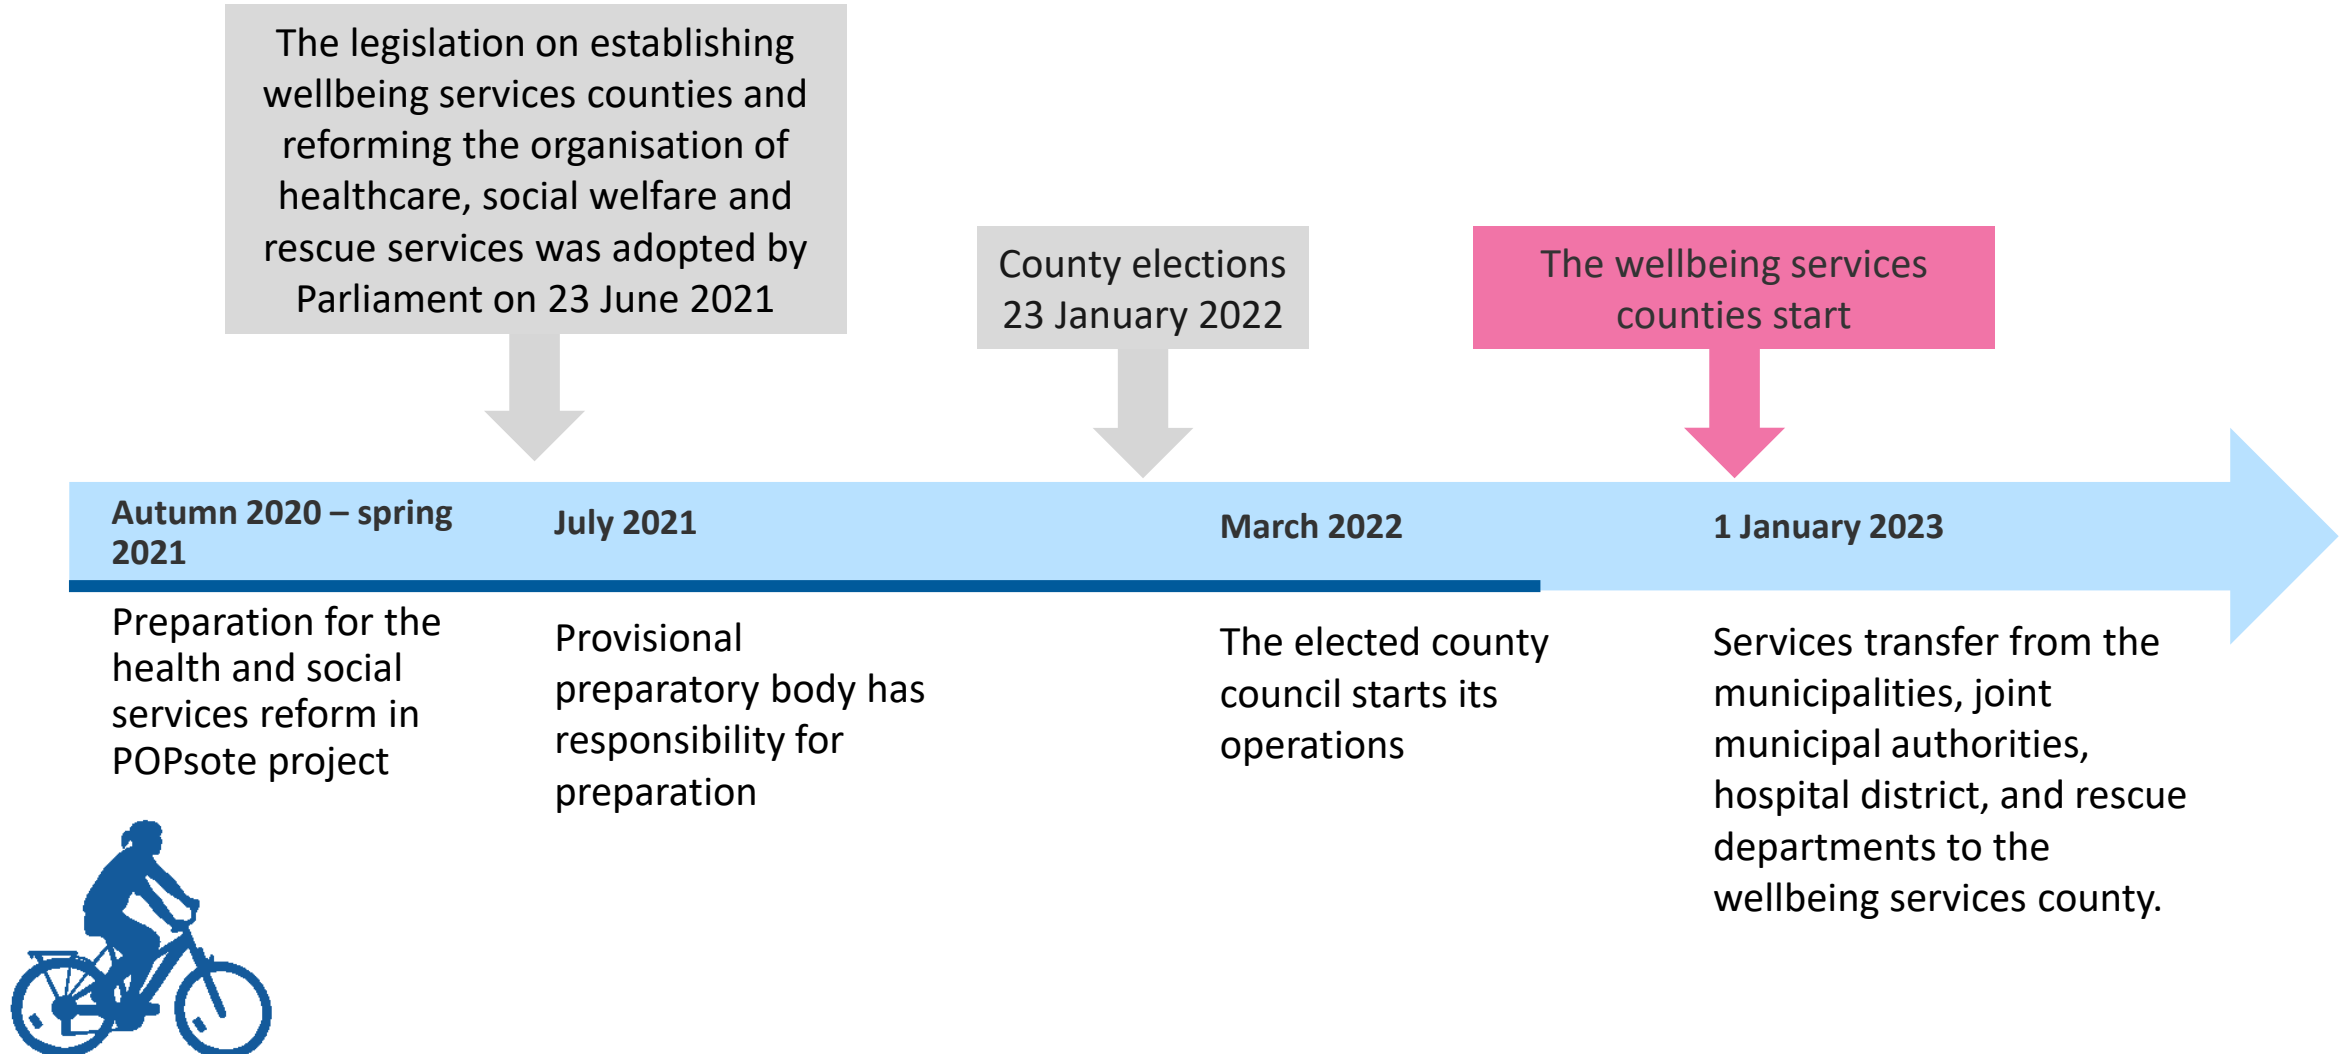 The legislation on establishing
wellbeing services counties and
reforming the organisation of
healthcare, social welfare and
rescue services was adopted by
Parliament on 23 June 2021
County elections
23 January 2022
The wellbeing services
counties start
Autumn 2020 – spring
2021
July 2021
March 2022
1 January 2023
Preparation for the
health and social
services reform in
POPsote project
Provisional
preparatory body has
responsibility for
preparation
The elected county
council starts its
operations
Services transfer from the
municipalities, joint
municipal authorities,
hospital district, and rescue
departments to the
wellbeing services county.